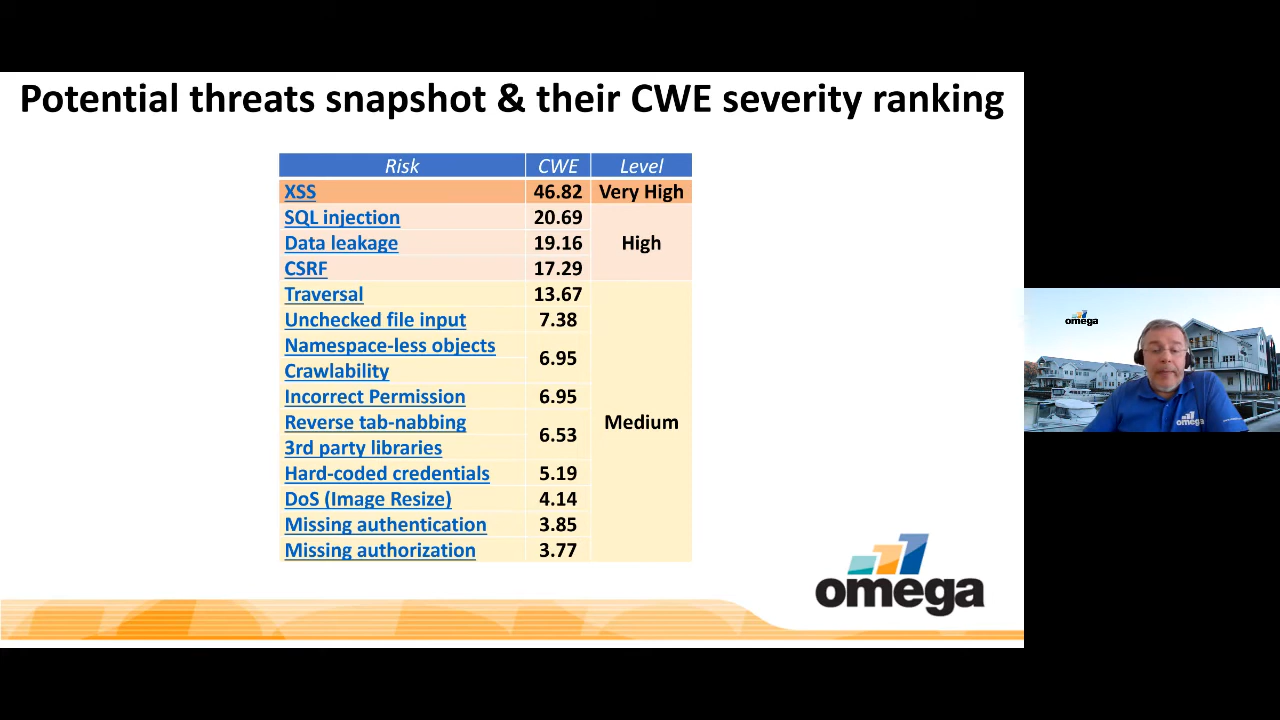 Potential threats snapshot & their CWE severity ranking
Risk CWE Level
XSS 46.82 Very High
SQL injection 20.69
Data leakage 19.16 High
CSRF 17.29
Traversal 13.67
Unchecked file input 7.38
Namespace-less objects
6.95
Crawlability
Incorrect Permission 6.95
Reverse tab-nabbing
6.53 Medium
3rd party libraries
Hard-coded credentials 5.19
DoS (Image Resize) 4.14
Missing authentication 3.85
Missing authorization 3.77
omega
omega
omega